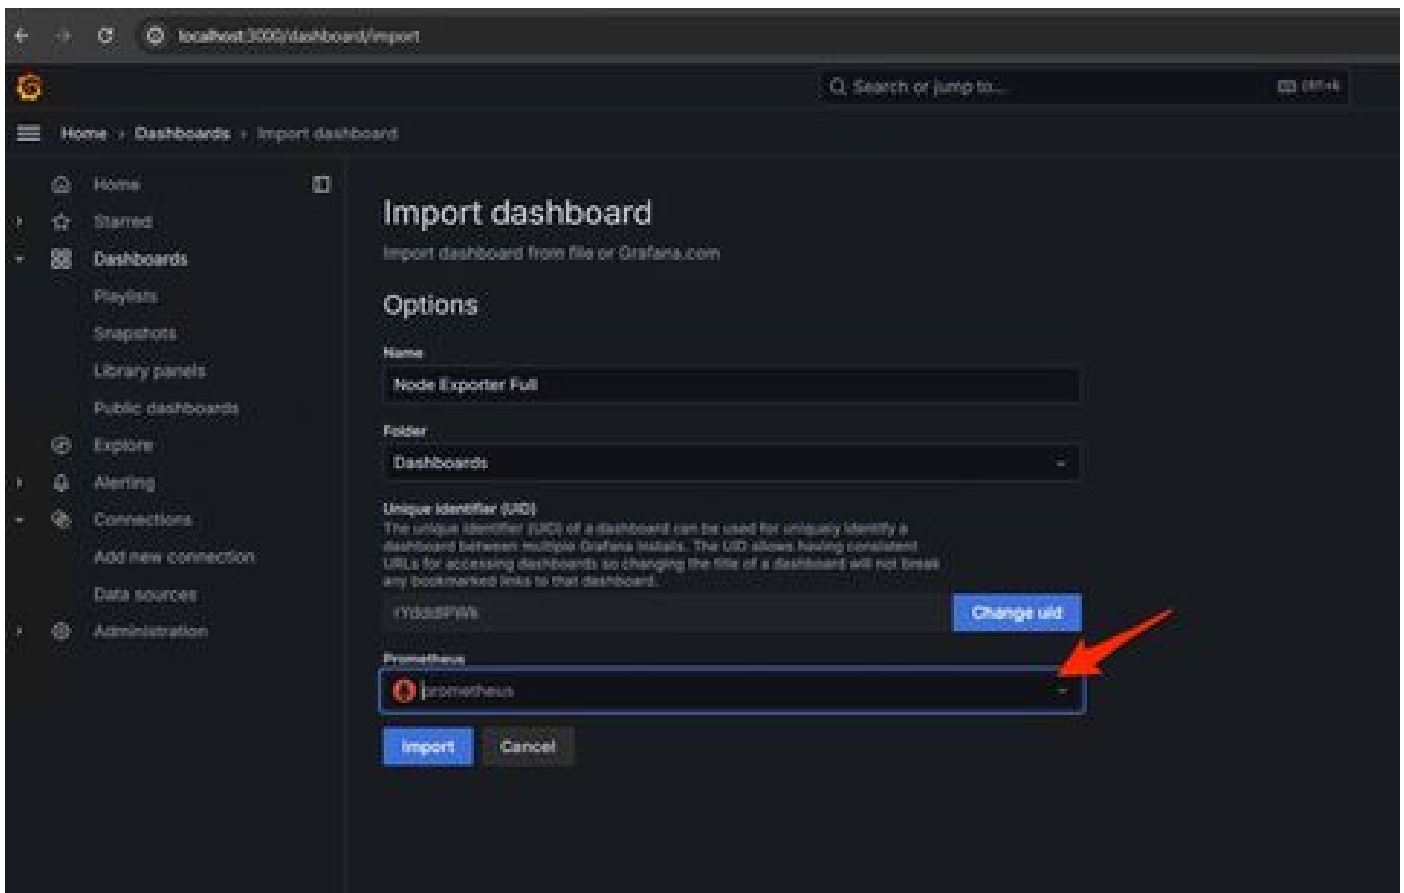 localhost:3000/dashboard/import
Search or jump to...
ctrl+k
Home › Dashboards › Import dashboard
Home
Starred
Dashboards
Playlists
Snapshots
Library panels
Public dashboards
Explore
Alerting
Connections
Add new connection
Data sources
Administration
Import dashboard
Import dashboard from file or Grafana.com
Options
Name
Node Exporter Full
Folder
Dashboards
Unique identifier (UID)
The unique identifier (UID) of a dashboard can be used for uniquely identify a
dashboard between multiple Grafana installs. The UID allows having consistent
URLs for accessing dashboards so changing the title of a dashboard will not break
any bookmarked links to that dashboard.
Change uid
Prometheus
prometheus
Import
Cancel